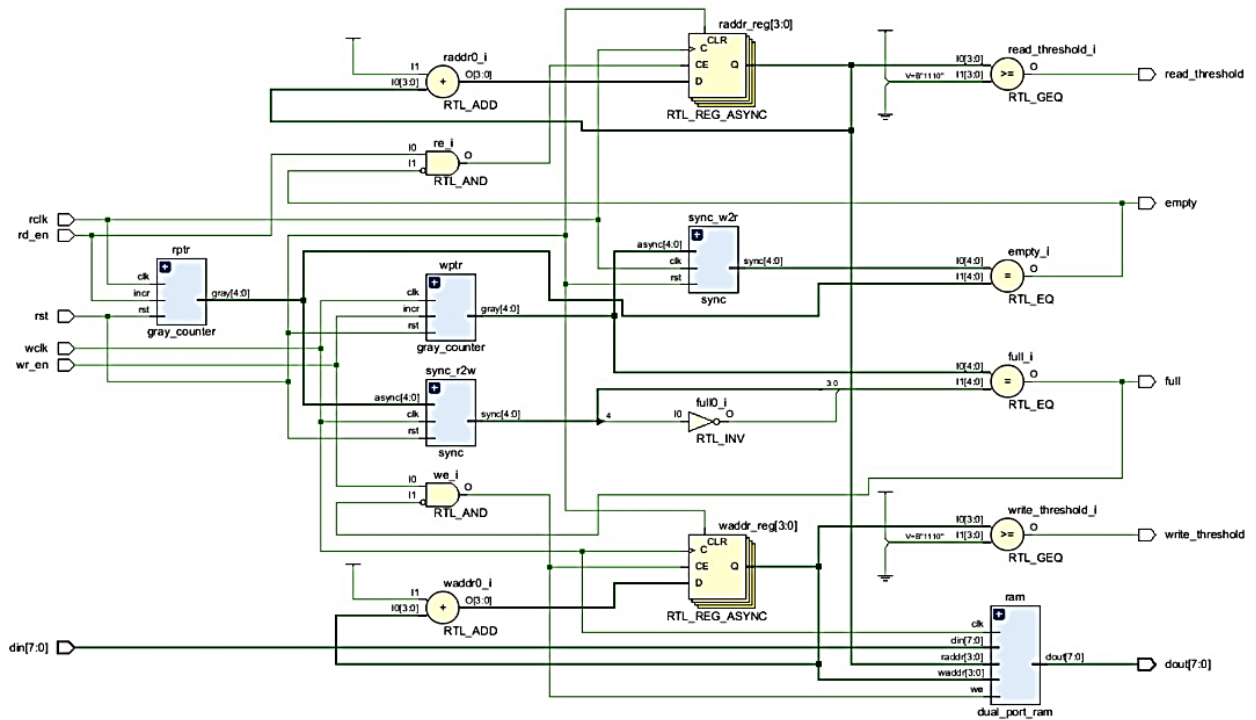 raddr_reg[3:0]
CLR
C
CE
Q
D
RTL_REG_ASYNC
raddr0_i
I1
I0[3:0]
+
O[3:0]
RTL_ADD
read_threshold_i
I0[3:0]
V=B"1110"
I1[3:0]
>=
O
RTL_GEQ
read_threshold
re_i
I0
I1
O
RTL_AND
empty
rclk
rd_en
sync_w2r
async[4:0]
clk
rst
sync[4:0]
sync
empty_i
I0[4:0]
I1[4:0]
=
O
RTL_EQ
rptr
clk
incr
rst
gray[4:0]
gray_counter
wptr
clk
incr
rst
gray[4:0]
gray_counter
rst
wclk
wr_en
full_i
I0[4:0]
3:0
I1[4:0]
=
O
RTL_EQ
full
sync_r2w
async[4:0]
clk
rst
sync[4:0]
sync
4
full0_i
I0
O
RTL_INV
we_i
I0
I1
O
RTL_AND
waddr_reg[3:0]
CLR
C
CE
Q
D
RTL_REG_ASYNC
write_threshold_i
I0[3:0]
V=B"1110"
I1[3:0]
>=
O
RTL_GEQ
write_threshold
waddr0_i
I1
I0[3:0]
+
O[3:0]
RTL_ADD
ram
clk
din[7:0]
raddr[3:0]
waddr[3:0]
we
dout[7:0]
dual_port_ram
din[7:0]
dout[7:0]